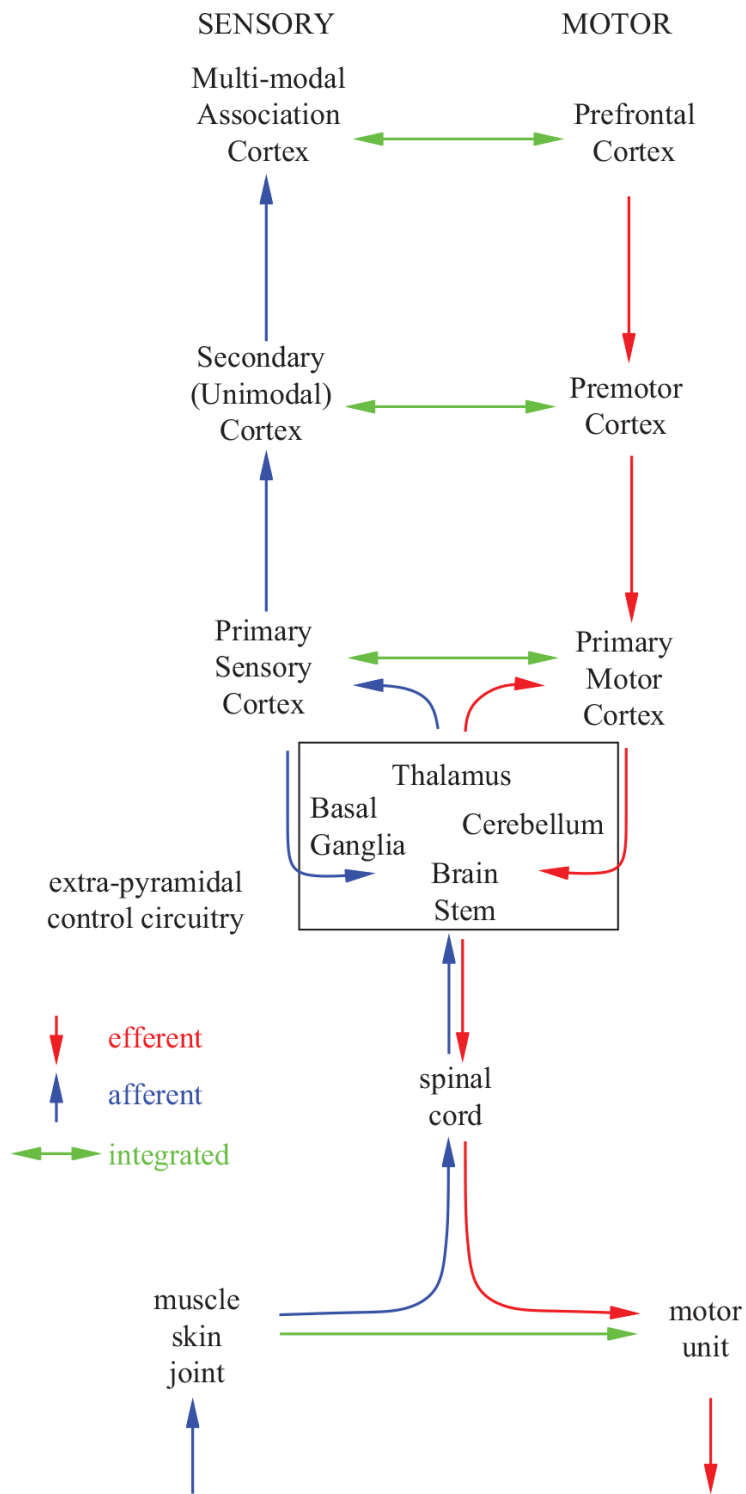 SENSORY
MOTOR
Multi-modal
Association
Cortex
Prefrontal
Cortex
Secondary
(Unimodal)
Cortex
Premotor
Cortex
Primary
Sensory
Cortex
Primary
Motor
Cortex
Thalamus
Basal
Ganglia
Cerebellum
Brain
Stem
extra-pyramidal
control circuitry
efferent
afferent
integrated
spinal
cord
muscle
skin
joint
motor
unit